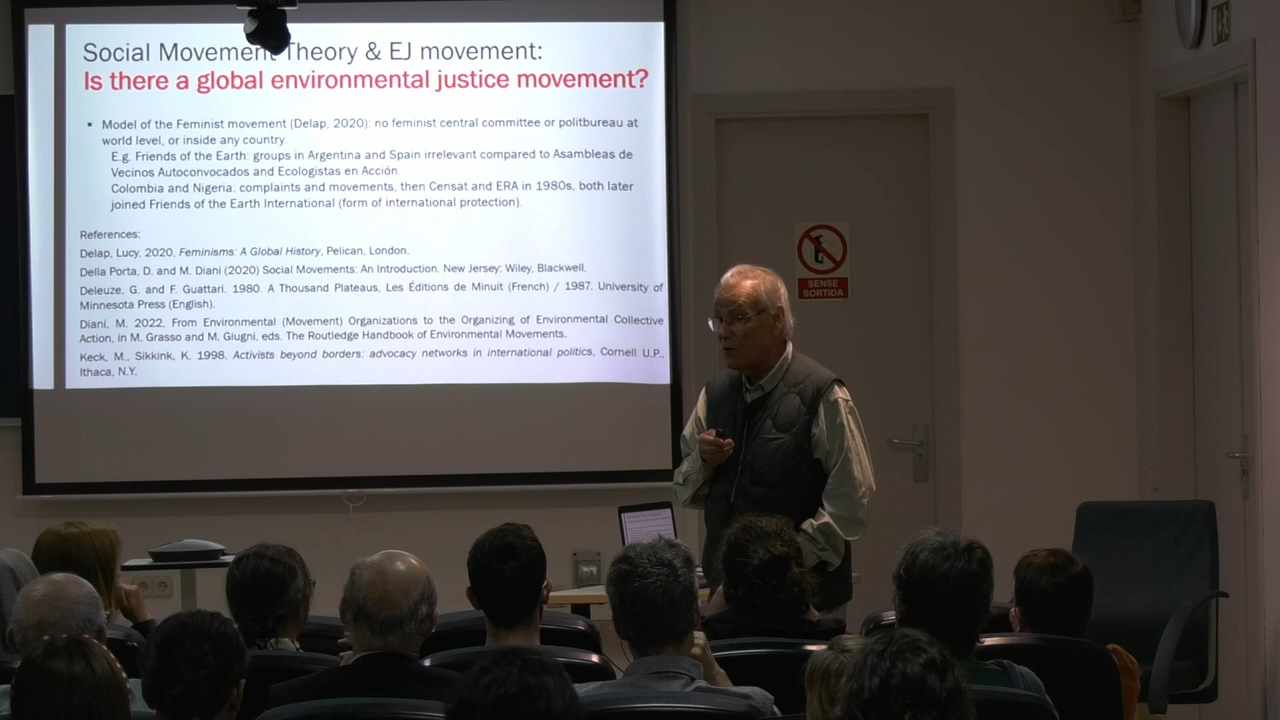 Social Movement Theory & EJ movement:
Is there a global environmental justice movement?
▪ Model of the Feminist movement (Delap, 2020): no feminist central committee or politbureau at
world level, or inside any country.
E.g. Friends of the Earth: groups in Argentina and Spain irrelevant compared to Asambleas de
Vecinos Autoconvocados and Ecologistas en Acción.
Colombia and Nigeria: complaints and movements, then Censat and ERA in 1980s, both later
joined Friends of the Earth International (form of international protection).
References:
Delap, Lucy, 2020, Feminisms: A Global History, Pelican, London.
Della Porta, D. and M. Diani (2020) Social Movements: An Introduction. New Jersey: Wiley, Blackwell.
Deleuze, G. and F. Guattari. 1980. A Thousand Plateaus, Les Éditions de Minuit (French) / 1987. University of
Minnesota Press (English).
Diani, M. 2022, From Environmental (Movement) Organizations to the Organizing of Environmental Collective
Action, in M. Grasso and M. Giugni, eds. The Routledge Handbook of Environmental Movements.
Keck, M., Sikkink, K. 1998. Activists beyond borders: advocacy networks in international politics, Cornell U.P.,
Ithaca, N.Y.
SENSE
SORTIDA